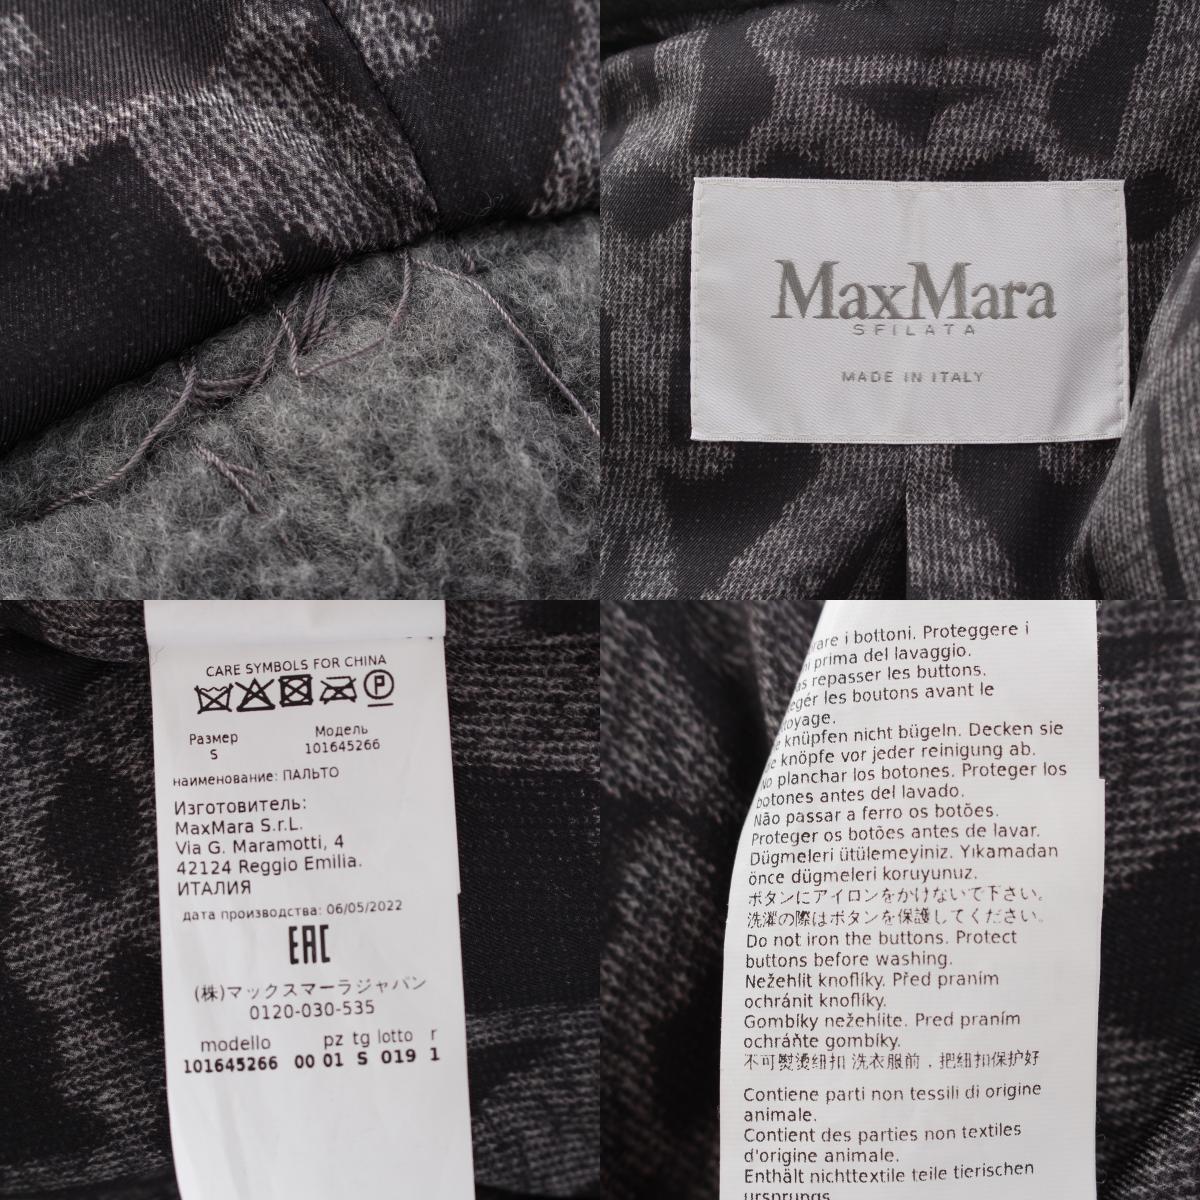 MaxMara
SFILATA
MADE IN ITALY
CARE SYMBOLS FOR CHINA
P
Размер
S
Модель
101645266
наименование: ПАЛЬТО
Изготовитель:
MaxMara S.r.L.
Via G. Maramotti, 4
42124 Reggio Emilia.
ИТАЛИЯ
дата производства: 06/05/2022
EAC
(株)マックスマーラジャパン
0120-030-535
modello pz tg lotto r
101645266 00 01 S 019 1
i bottoni. Proteggere i
prima del lavaggio.
repasser les buttons.
les boutons avant le
knüpfen nicht bügeln. Decken sie
knöpfe vor jeder reinigung ab.
No planchar los botones. Proteger los
botones antes del lavado.
Não passar a ferro os botões.
Proteger os botões antes de lavar.
Dügmeleri ütülemeyiniz. Yıkamadan
önce dügmeleri koruyunuz.
ボタンにアイロンをかけないで下さい。
洗濯の際はボタンを保護してください。
Do not iron the buttons. Protect
buttons before washing.
Nežehlit knoflíky. Před praním
ochránit knoflíky.
Gombíky nežehlite. Pred praním
ochráňte gombíky.
不可熨烫纽扣 洗衣服前，把纽扣保护好
Contiene parti non tessili di origine
animale.
Contient des parties non textiles
d'origine animale.
Enthält nichttextile teile tierischen
ursprungs